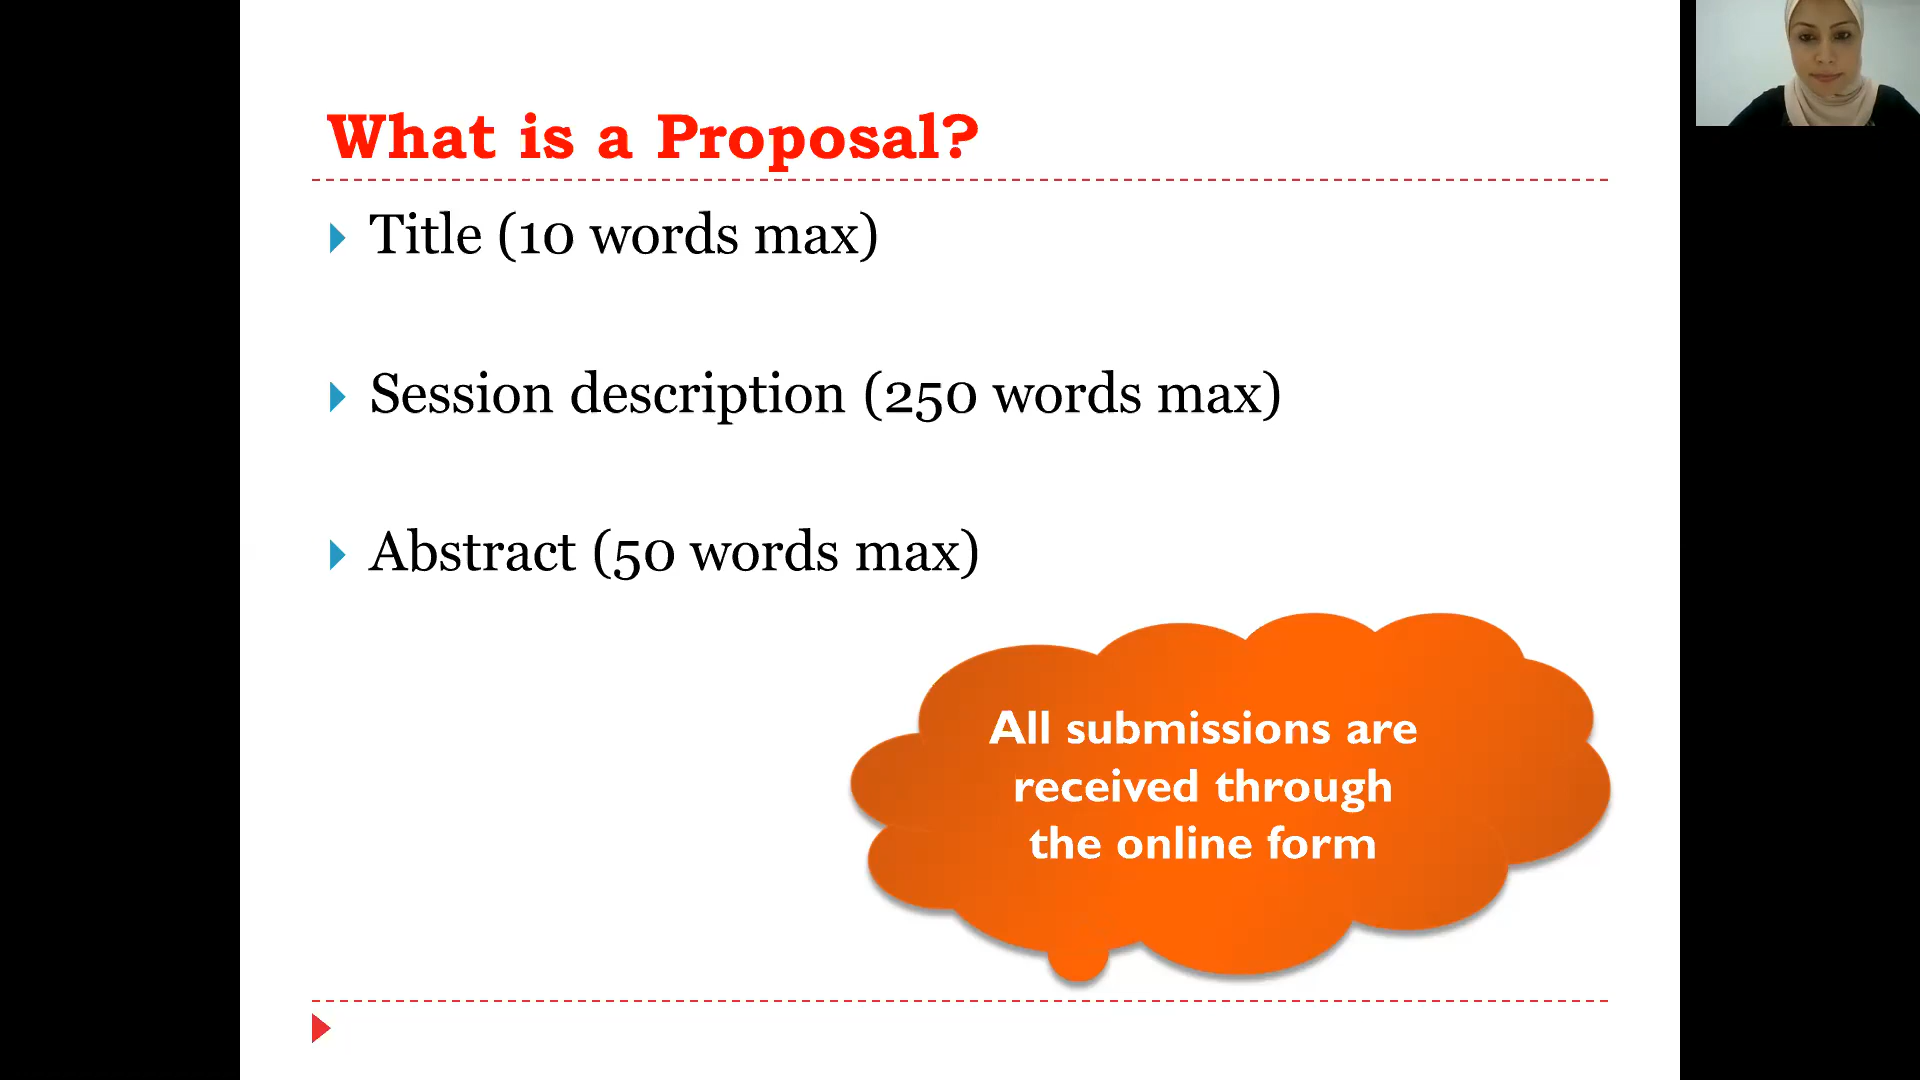 What is a Proposal?
Title (10 words max)
Session description (250 words max)
Abstract (50 words max)
All submissions are
received through
the online form